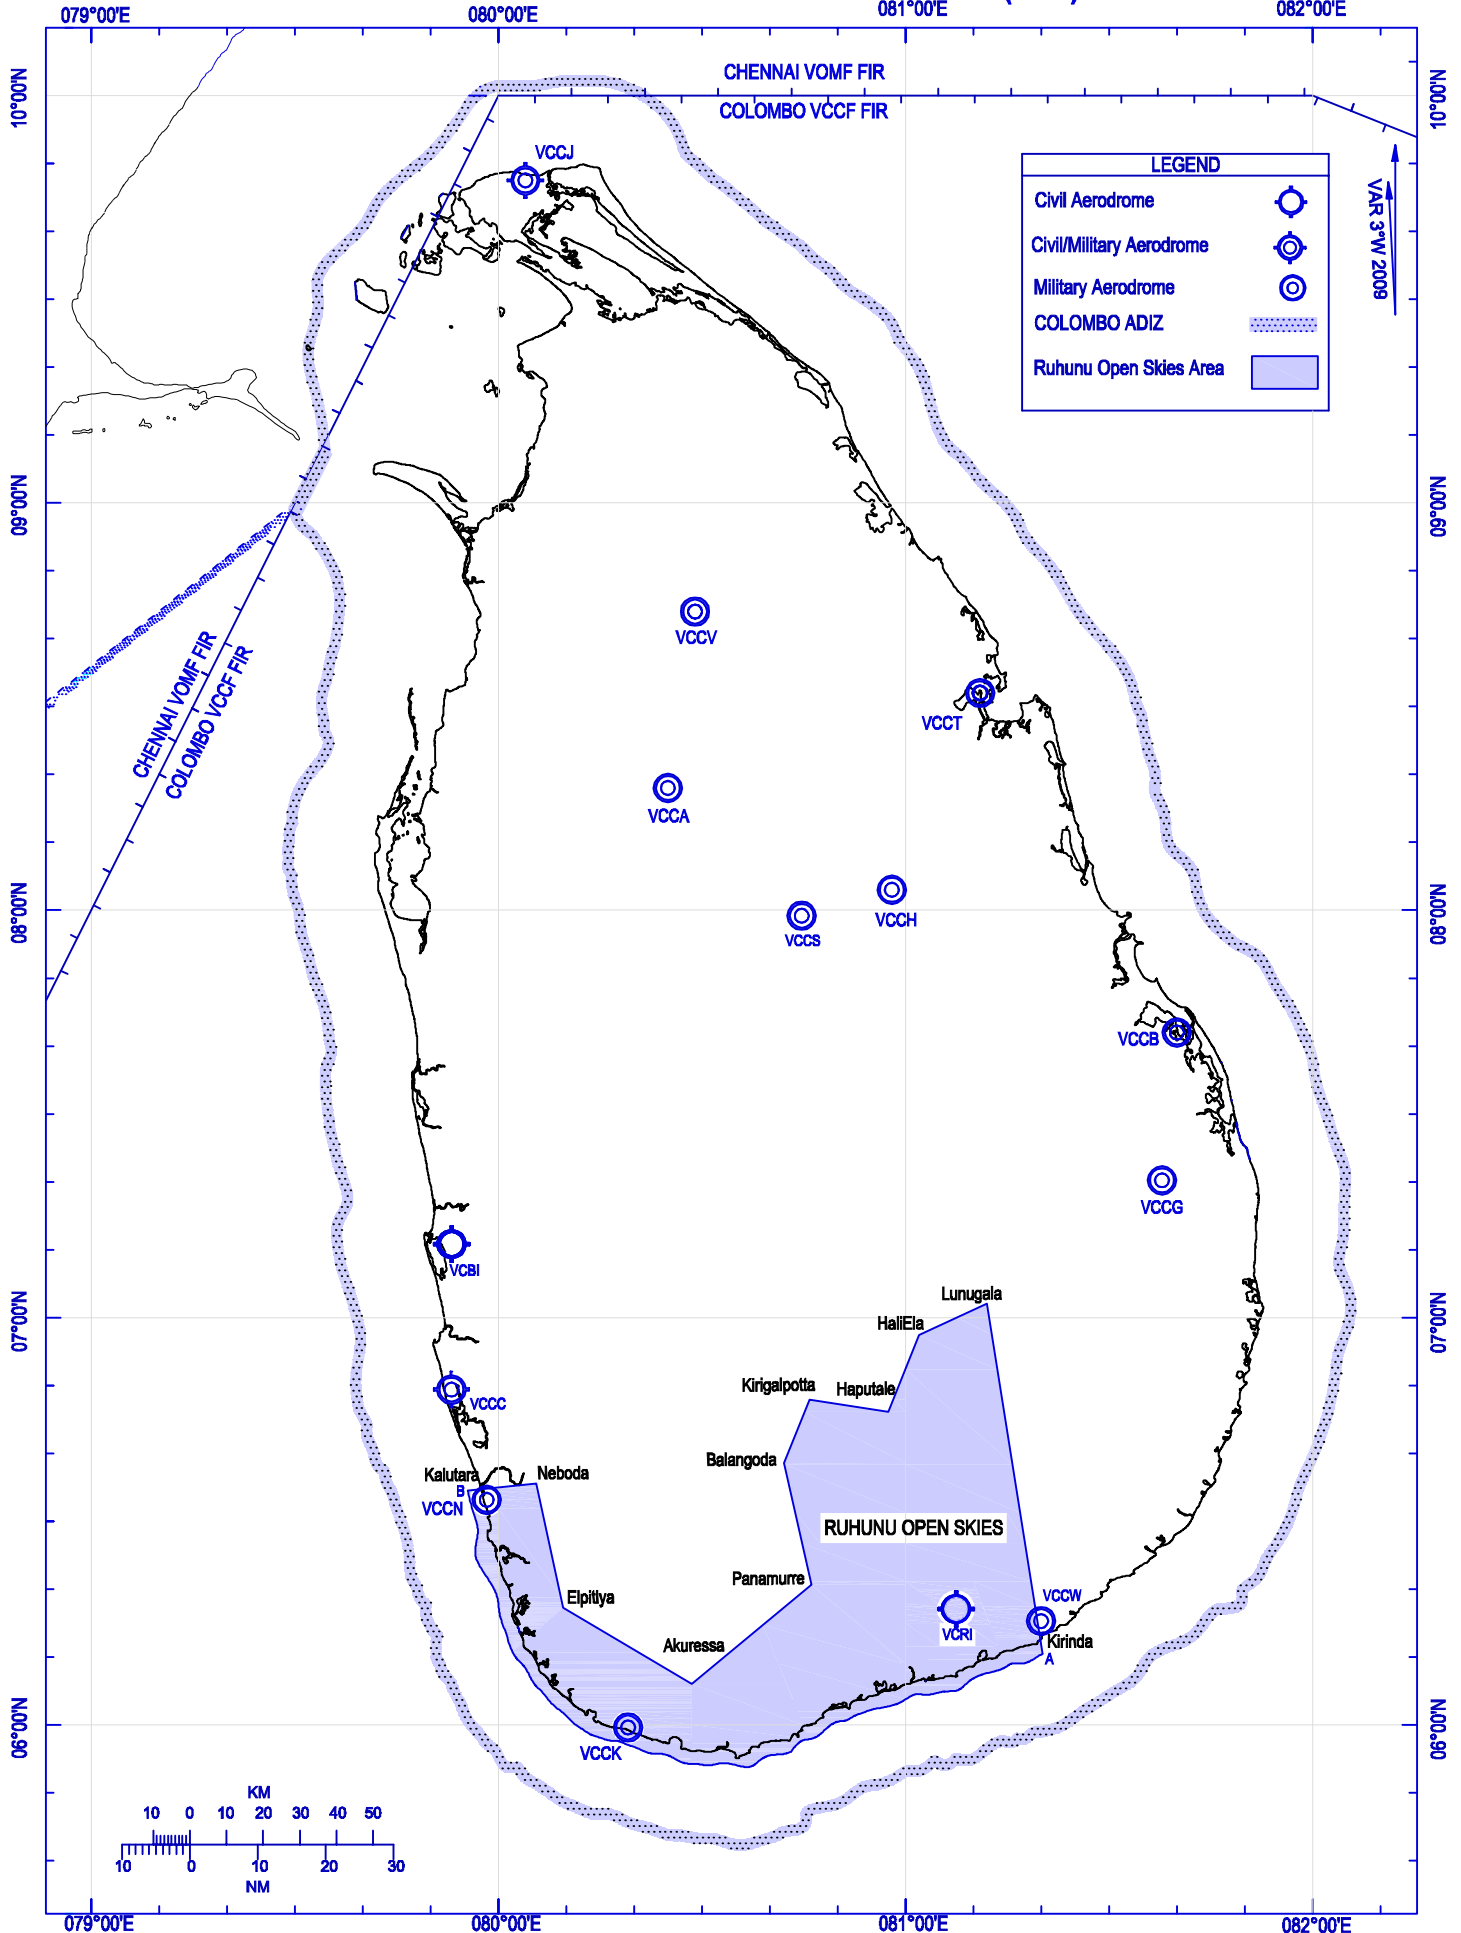 079°00'E
080°00'E
081°00'E
082°00'E
CHENNAI VOMF FIR
COLOMBO VCCF FIR
10°00'N
10°00'N
VCCJ
LEGEND
Civil Aerodrome
Civil/Military Aerodrome
Military Aerodrome
COLOMBO ADIZ
Ruhunu Open Skies Area
VAR 3°W 2009
09°00'N
09°00'N
VCCV
CHENNAI VOMF FIR
COLOMBO VCCF FIR
VCCT
VCCA
08°00'N
VCCS
VCCH
08°00'N
VCCB
VCCG
VCBI
07°00'N
Lunugala
HaliEla
07°00'N
Kirigalpotta
Haputale
VCCC
Balangoda
Kalutara
B
Neboda
VCCN
RUHUNU OPEN SKIES
Panamurre
Elpitiya
VCCW
VCRI
Kirinda
A
Akuressa
06°00'N
VCCK
06°00'N
KM
10 0 10 20 30 40 50
10 0 10 20 30
NM
079°00'E
080°00'E
081°00'E
082°00'E